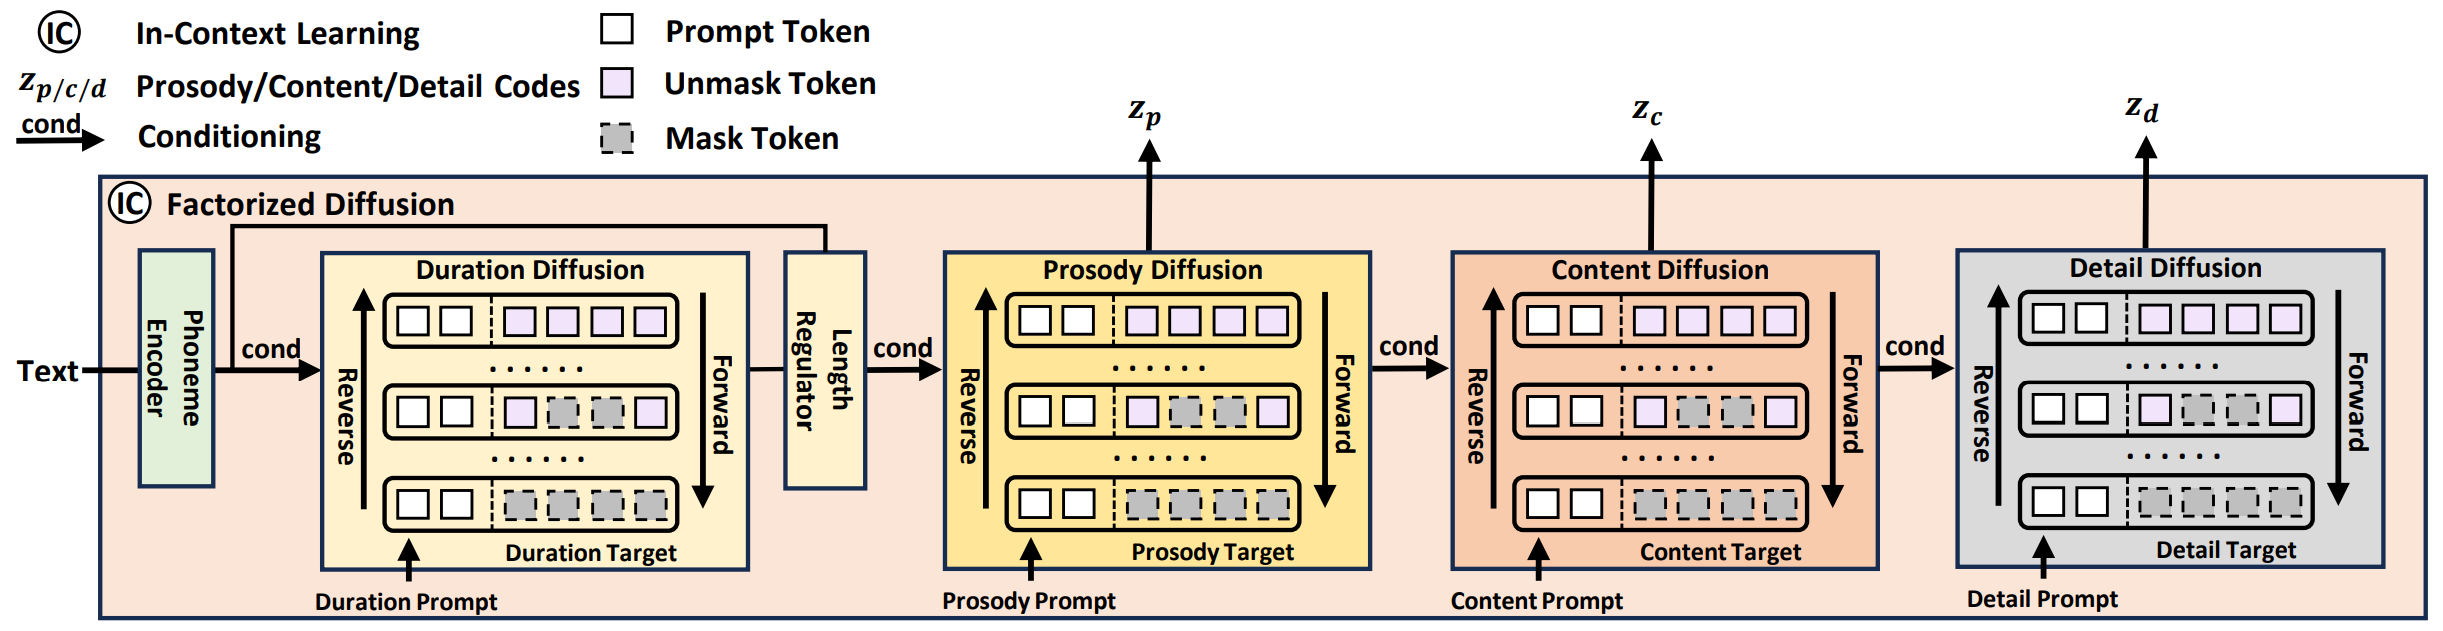 IC In-Context Learning
z_{p/c/d} Prosody/Content/Detail Codes
cond Conditioning
Prompt Token
Unmask Token
Mask Token
z_p
z_c
z_d
IC Factorized Diffusion
Text
Phoneme
Encoder
cond
Duration Diffusion
Reverse
. . . . . .
. . . . . .
Forward
Duration Target
Duration Prompt
Length
Regulator
cond
Prosody Diffusion
Reverse
. . . . . .
. . . . . .
Forward
Prosody Target
Prosody Prompt
cond
Content Diffusion
Reverse
. . . . . .
. . . . . .
Forward
Content Target
Content Prompt
cond
Detail Diffusion
Reverse
. . . . . .
. . . . . .
Forward
Detail Target
Detail Prompt